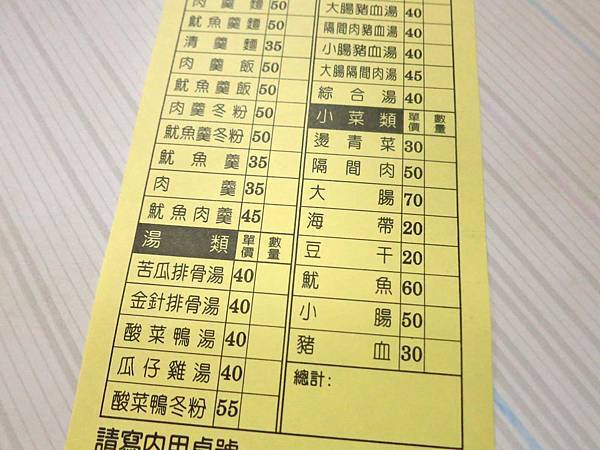 肉羹麵 50
魷魚羹麵 50
清羹麵 35
肉羹飯 50
魷魚羹飯 50
肉羹冬粉 50
魷魚羹冬粉 50
魷魚羹 35
肉羹 35
魷魚肉羹 45
湯類 單價 數量
苦瓜排骨湯 40
金針排骨湯 40
酸菜鴨湯 40
瓜仔雞湯 40
酸菜鴨冬粉 55
大腸豬血湯 40
隔間肉豬血湯 40
小腸豬血湯 40
大腸隔間肉湯 45
綜合湯 40
小菜類 單價 數量
燙青菜 30
隔間肉 50
大腸 70
海帶 20
豆干 20
魷魚 60
小腸 50
豬血 30
總計:
請寫內用桌號